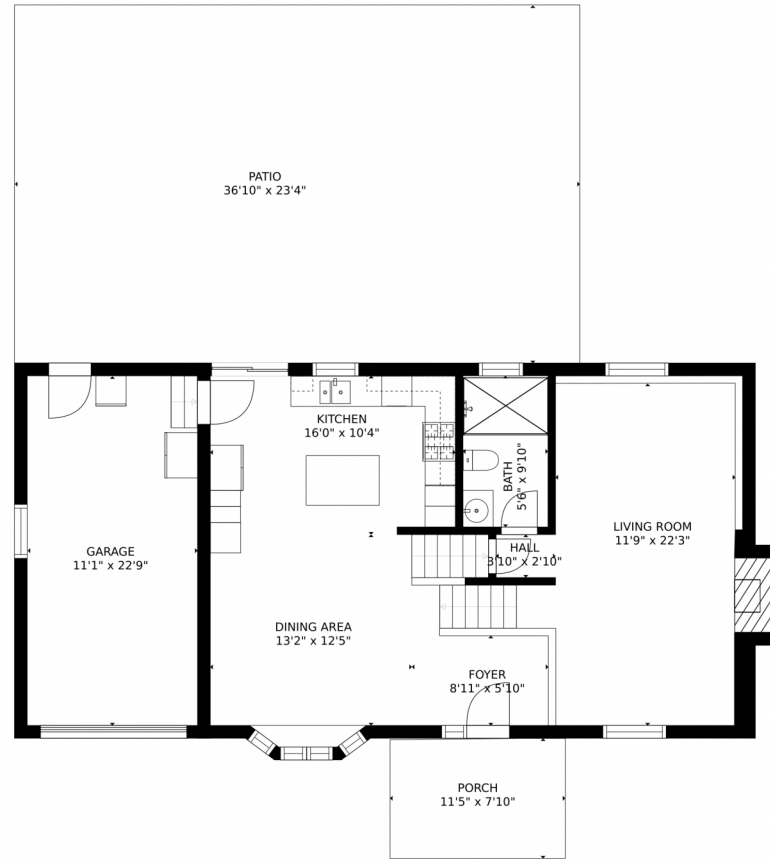 PATIO
36'10" x 23'4"
KITCHEN
16'0" x 10'4"
BATH
5'6" x 9'10"
LIVING ROOM
11'9" x 22'3"
GARAGE
11'1" x 22'9"
HALL
3'10" x 2'10"
DINING AREA
13'2" x 12'5"
FOYER
8'11" x 5'10"
PORCH
11'5" x 7'10"